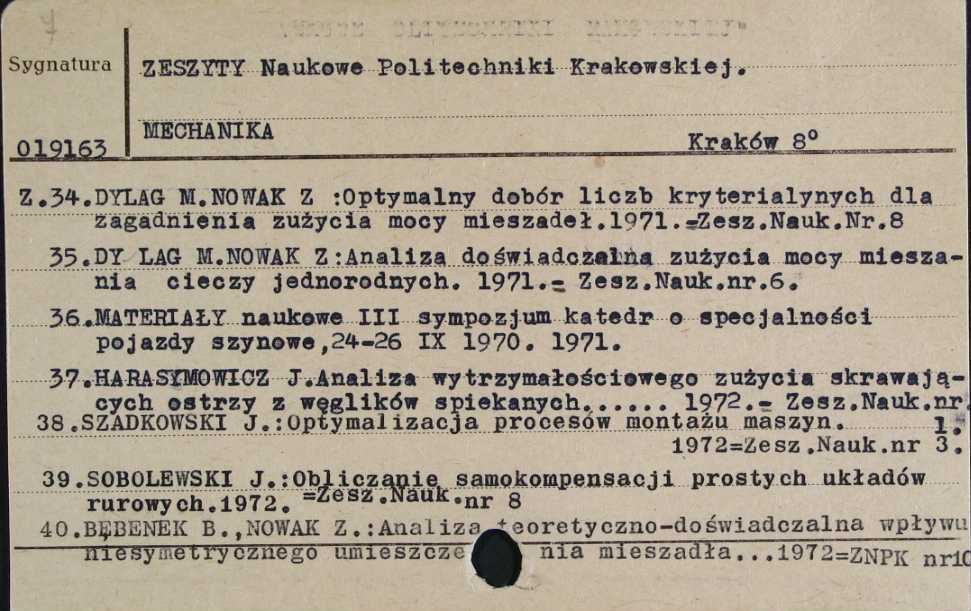 Sygnatura
ZESZYTY Naukowe Politechniki Krakowskiej.
MECHANIKA
019163
Kraków 8°
Z.34.DYLAG M.NOWAK Z :Optymalny dobór liczb kryterialynych dla
zagadnienia zużycia mocy mieszadeł.1971.=Zesz.Nauk.Nr.8
35.DY LAG M.NOWAK Z:Analiza doświadczalna zużycia mocy miesza-
nia cieczy jednorodnych. 1971.= Zesz.Nauk.nr.6.
36.MATERIAŁY naukowe III sympozjum katedr o specjalności
pojazdy szynowe,24-26 IX 1970. 1971.
37.HARASYMOWICZ J.Analiza wytrzymałościowego zużycia skrawają-
cych ostrzy z węglików spiekanych...... 1972.= Zesz.Nauk.nr
1.
38.SZADKOWSKI J.:Optymalizacja procesów montażu maszyn.
1972=Zesz.Nauk.nr 3.
39.SOBOLEWSKI J.:Obliczanie samokompensacji prostych układów
rurowych.1972. =Zesz.Nauk.nr 8
40.BĘBENEK B.,NOWAK Z.:Analiza teoretyczno-doświadczalna wpływu
niesymetrycznego umieszcze nia mieszadła...1972=ZNPK nr10